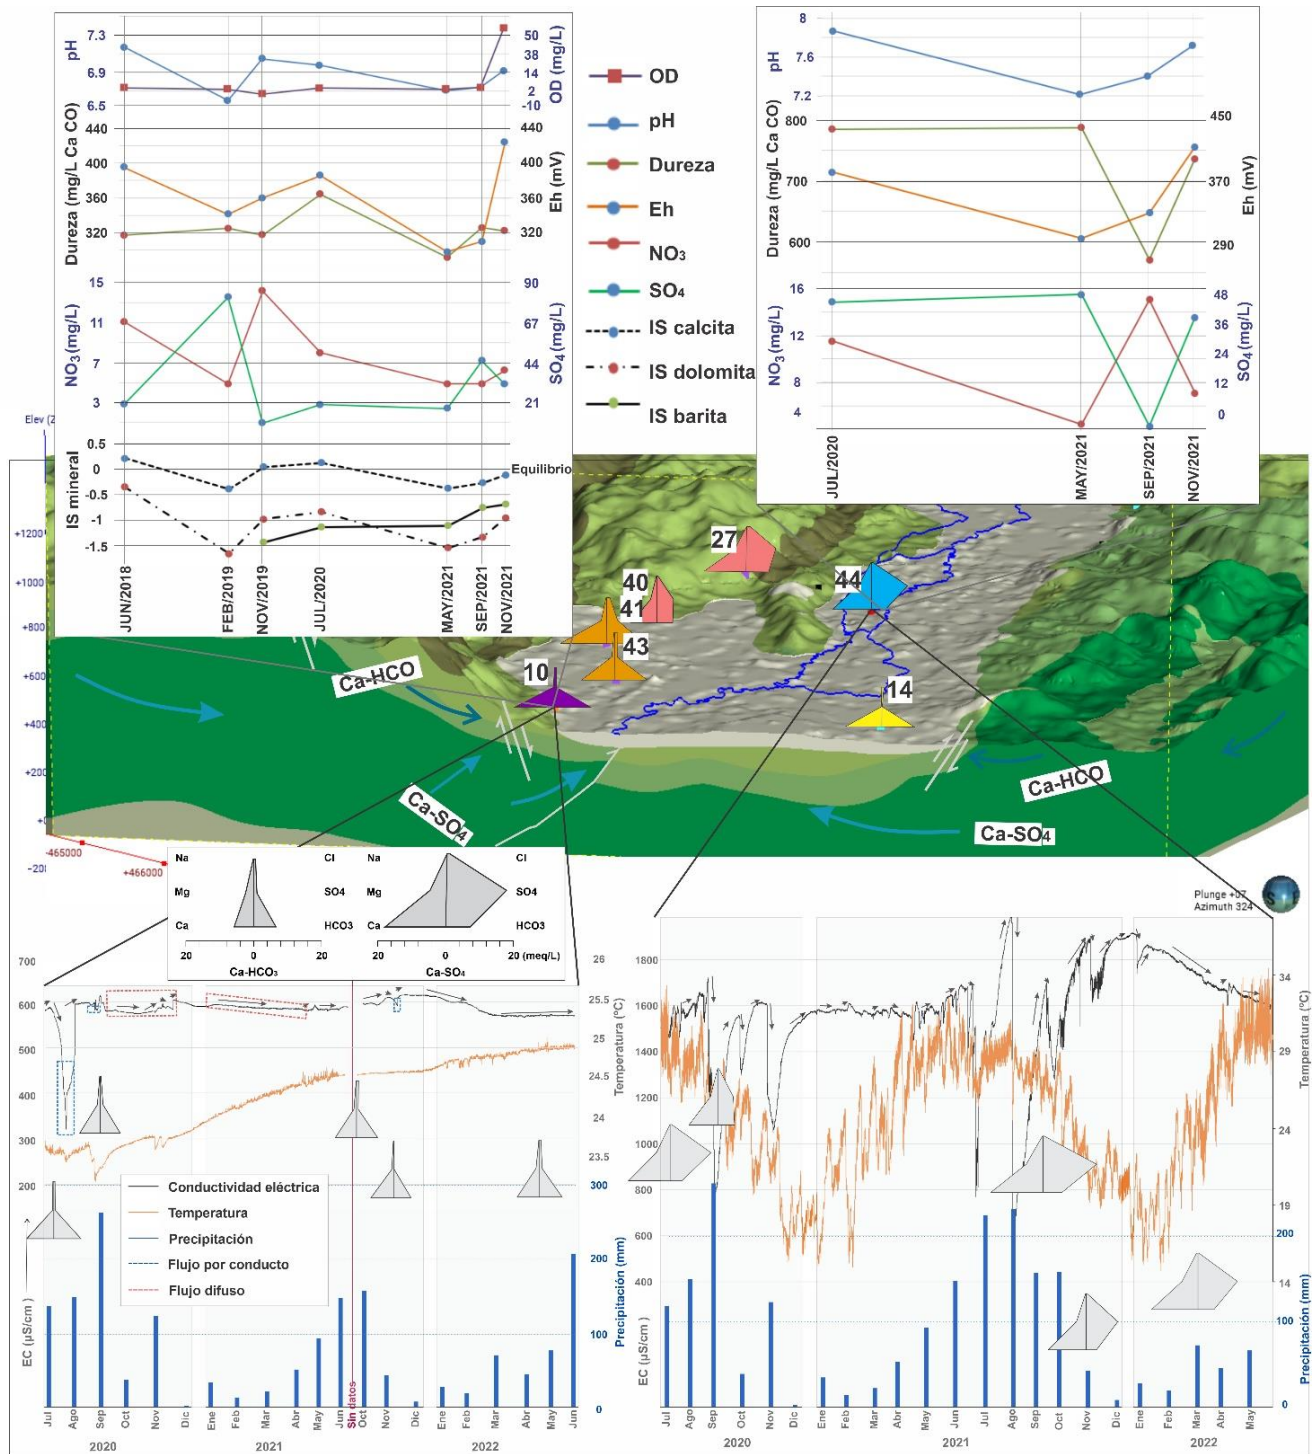 7.3
6.9
6.5
pH
50
38
14
2
-10
OD (mg/L)
440
400
360
320
Dureza (mg/L Ca CO)
440
400
360
320
Eh (mV)
15
11
7
3
NO3 (mg/L)
90
67
44
21
SO4 (mg/L)
0.5
0
-0.5
-1
-1.5
IS mineral
Equilibrio
JUN/2018
FEB/2019
NOV/2019
JUL/2020
MAY/2021
SEP/2021
NOV/2021
OD
pH
Dureza
Eh
NO3
SO4
IS calcita
IS dolomita
IS barita
8
7.6
7.2
pH
800
700
600
Dureza (mg/L Ca CO)
450
370
290
Eh (mV)
16
12
8
4
NO3 (mg/L)
48
36
24
12
0
SO4 (mg/L)
JUL/2020
MAY/2021
SEP/2021
NOV/2021
Elev (Z
+1200
+1000
+800
+600
+400
+200
-465000
+466000
27
40
41
43
44
10
14
Ca-HCO
Ca-SO4
Ca-HCO
Ca-SO4
Plunge +07
Azimuth 324
Na Cl Na Cl
Mg SO4 Mg SO4
Ca HCO3 Ca HCO3
20 0 20 20 0 20 (meq/L)
Ca-HCO3 Ca-SO4
700
600
500
400
300
200
EC (µS/cm )
26
25.5
25
24.5
24
23.5
Temperatura (ºC)
300
200
100
0
Precipitación (mm)
Conductividad eléctrica
Temperatura
Precipitación
Flujo por conducto
Flujo difuso
Sin datos
Jul Ago Sep Oct Nov Dic Ene Feb Mar Abr May Jun Oct Nov Dic Ene Feb Mar Abr May Jun
2020 2021 2022
1800
1600
1400
1200
1000
800
600
400
EC (µS/cm )
34
29
24
19
14
Temperatura (ºC)
200
100
0
Precipitación (mm)
Jul Ago Sep Oct Nov Dic Ene Feb Mar Abr May Jun Jul Ago Sep Oct Nov Dic Ene Feb Mar Abr May
2020 2021 2022